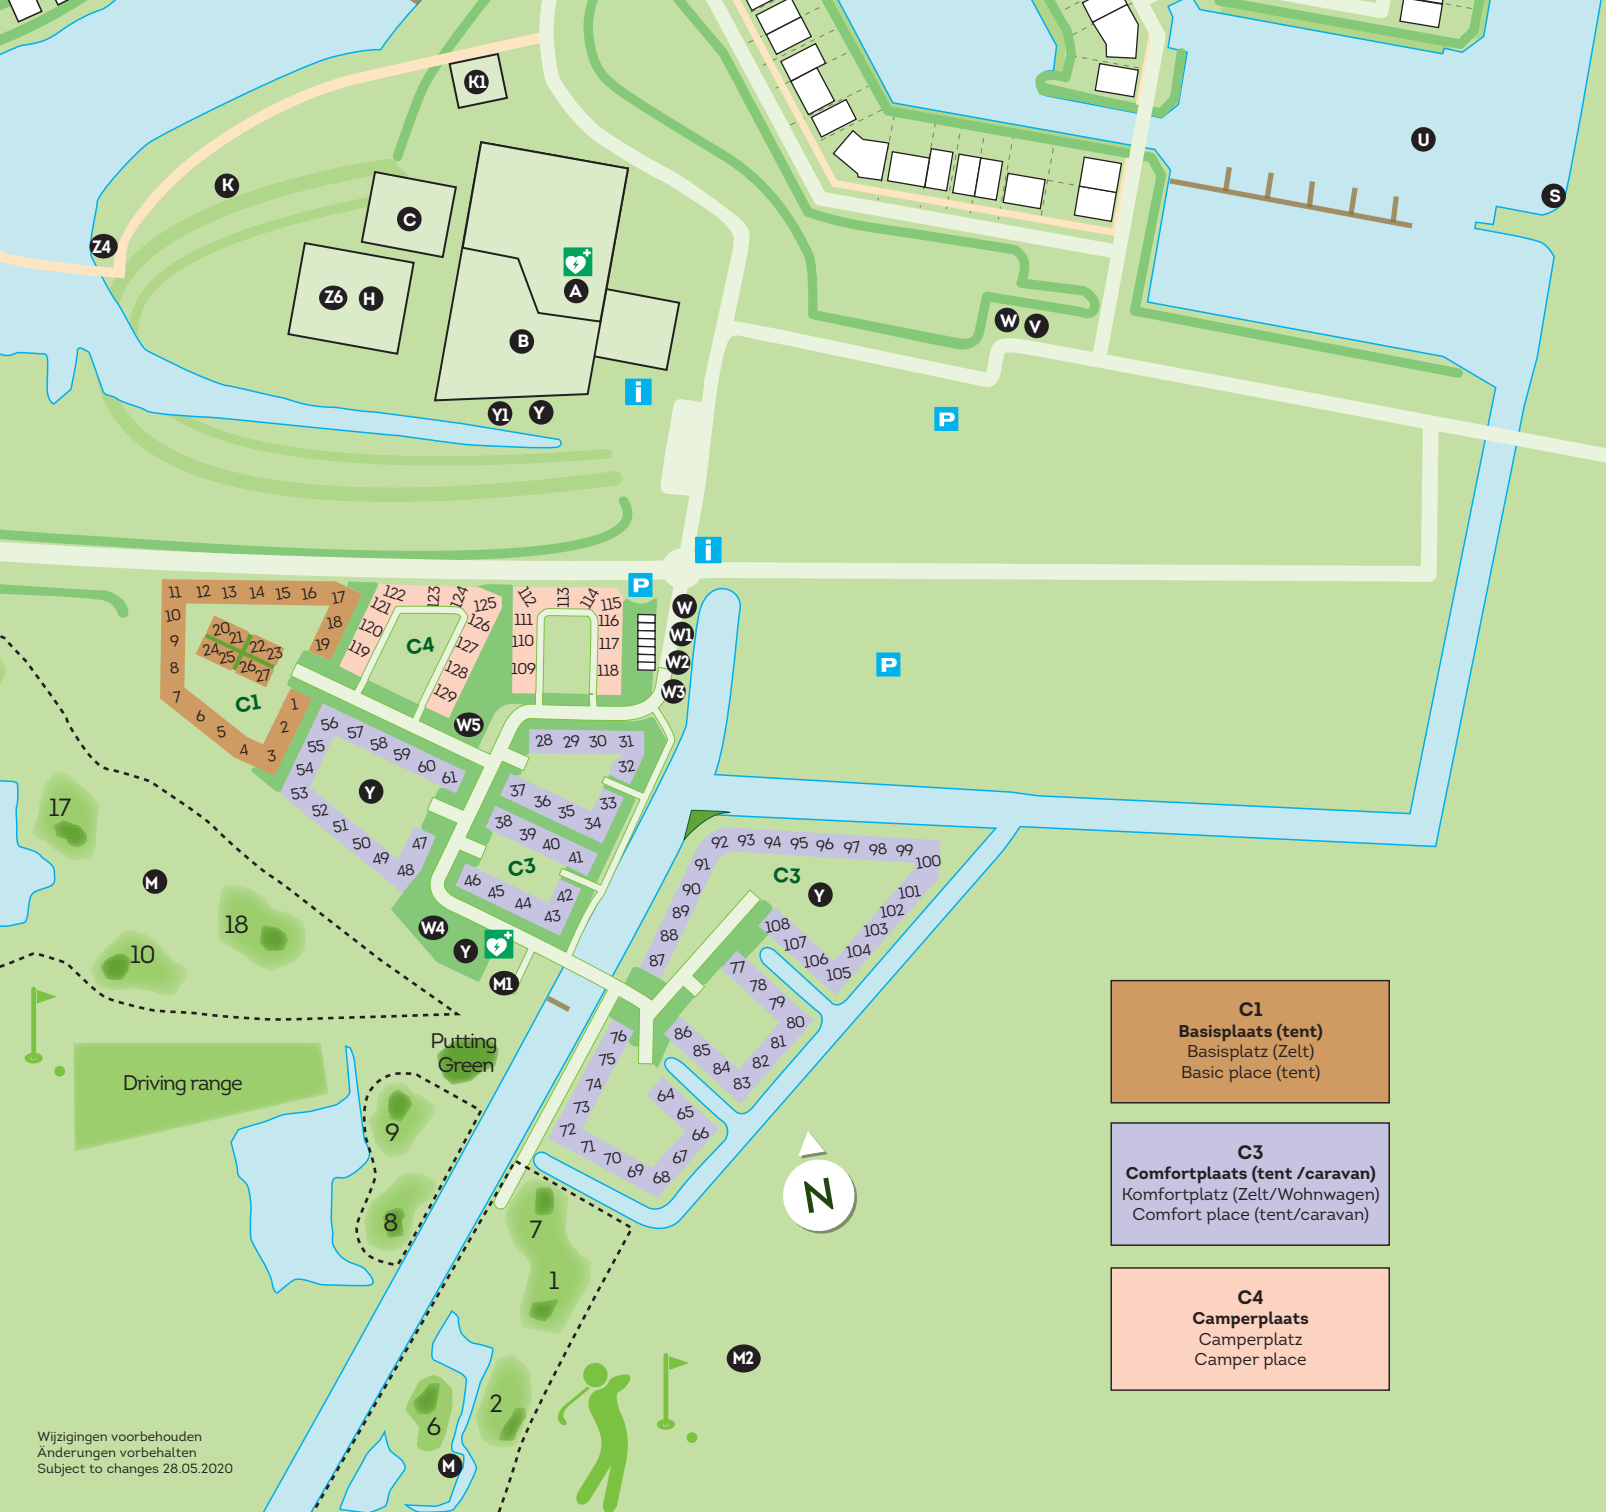 K1
U
K
S
C
Z4
A
Z6 H
W V
B
i
P
Y1 Y
i
P
11 12 13 14 15 16 17
10
9
8
7
6
5
4
3
2
1
18
19
20 21
22 23
24 25
26 27
C1
122 123 124 125
121 126
120 127
119 128
129
C4
112 113 114 115
111 116
110 117
109 118
W
W1
W2
W3
P
W5
56 57 58 59 60 61
55
54
53
52
51
50
49
48
47
Y
28 29 30 31
32
37 36 35 34 33
38 39 40 41
C3
46 45 44 43 42
W4
Y
M1
92 93 94 95 96 97 98 99 100
91
90
89
88
87
C3
Y
101
102
103
104
105
106
107
108
77
78
79
80
81
82
83
84
85
86
76
75
74
73
72
71
70
69
68
67
66
65
64
17
M
18
10
Putting
Green
Driving range
9
8
7
1
2
6
M
M2
N
C1
Basisplaats (tent)
Basisplatz (Zelt)
Basic place (tent)
C3
Comfortplaats (tent /caravan)
Komfortplatz (Zelt/Wohnwagen)
Comfort place (tent/caravan)
C4
Camperplaats
Camperplatz
Camper place
Wijzigingen voorbehouden
Änderungen vorbehalten
Subject to changes 28.05.2020